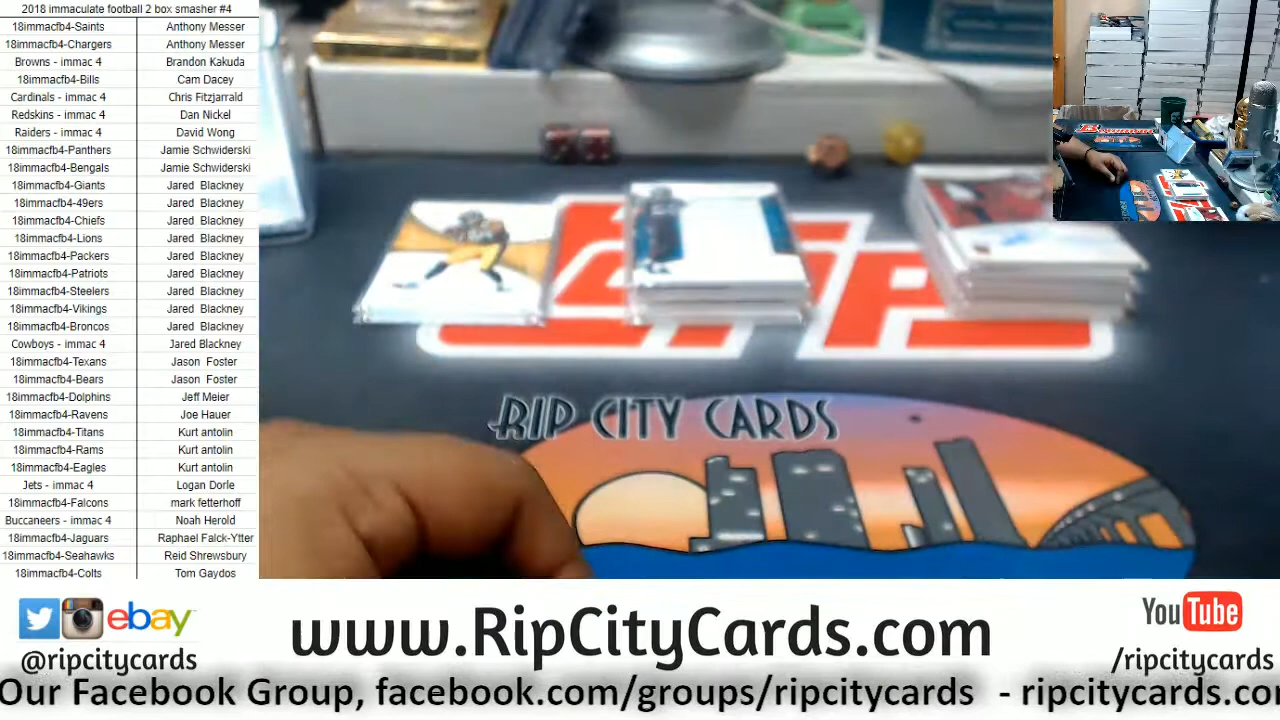 2018 immaculate football 2 box smasher #4
18immacfb4-Saints Anthony Messer
18immacfb4-Chargers Anthony Messer
Browns - immac 4 Brandon Kakuda
18immacfb4-Bills Cam Dacey
Cardinals - immac 4 Chris Fitzjarrald
Redskins - immac 4 Dan Nickel
Raiders - immac 4 David Wong
18immacfb4-Panthers Jamie Schwiderski
18immacfb4-Bengals Jamie Schwiderski
18immacfb4-Giants Jared Blackney
18immacfb4-49ers Jared Blackney
18immacfb4-Chiefs Jared Blackney
18immacfb4-Lions Jared Blackney
18immacfb4-Packers Jared Blackney
18immacfb4-Patriots Jared Blackney
18immacfb4-Steelers Jared Blackney
18immacfb4-Vikings Jared Blackney
18immacfb4-Broncos Jared Blackney
Cowboys - immac 4 Jared Blackney
18immacfb4-Texans Jason Foster
18immacfb4-Bears Jason Foster
18immacfb4-Dolphins Jeff Meier
18immacfb4-Ravens Joe Hauer
18immacfb4-Titans Kurt antolin
18immacfb4-Rams Kurt antolin
18immacfb4-Eagles Kurt antolin
Jets - immac 4 Logan Dorle
18immacfb4-Falcons mark fetterhoff
Buccaneers - immac 4 Noah Herold
18immacfb4-Jaguars Raphael Falck-Ytter
18immacfb4-Seahawks Reid Shrewsbury
18immacfb4-Colts Tom Gaydos
RIP CITY CARDS
ebay
@ripcitycards
www.RipCityCards.com
YouTube
/ripcitycards
Our Facebook Group, facebook.com/groups/ripcitycards - ripcitycards.com